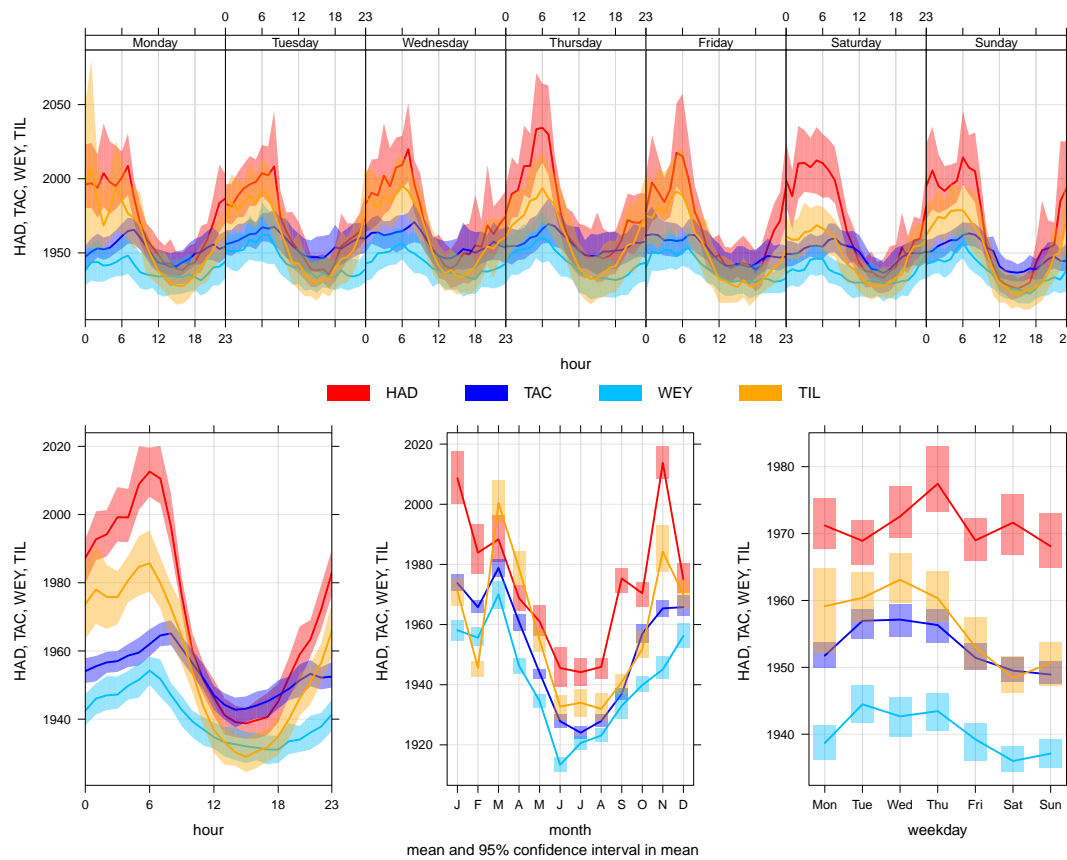 0 6 12 18 23 0 6 12 18 23 0 6 12 18 23
Monday Tuesday Wednesday Thursday Friday Saturday Sunday
HAD, TAC, WEY, TIL
2050
2000
1950
0 6 12 18 23 0 6 12 18 23 0 6 12 18 23 0 6 12 18 2
hour
HAD TAC WEY TIL
HAD, TAC, WEY, TIL
2020
2000
1980
1960
1940
0 6 12 18 23
hour
HAD, TAC, WEY, TIL
2020
2000
1980
1960
1940
1920
J F M A M J J A S O N D
month
HAD, TAC, WEY, TIL
1980
1970
1960
1950
1940
Mon Tue Wed Thu Fri Sat Sun
weekday
mean and 95% confidence interval in mean